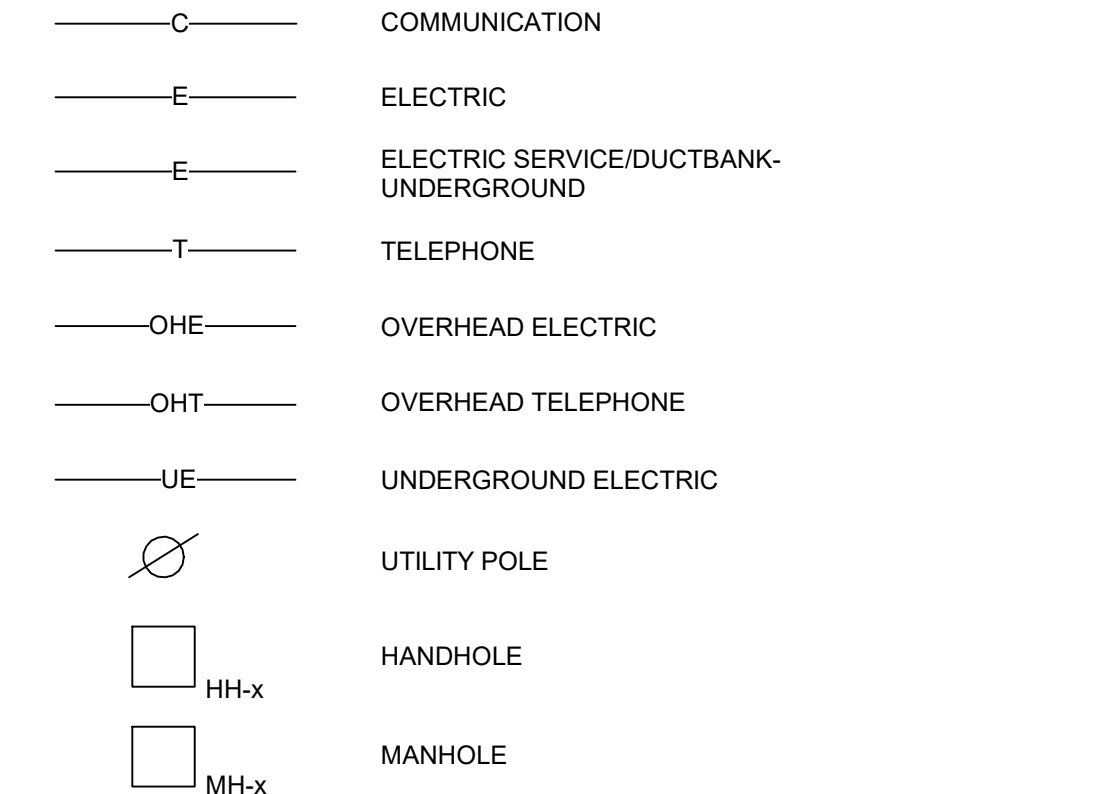 C COMMUNICATION
E ELECTRIC
E ELECTRIC SERVICE/DUCTBANK-
UNDERGROUND
T TELEPHONE
OHE OVERHEAD ELECTRIC
OHT OVERHEAD TELEPHONE
UE UNDERGROUND ELECTRIC
UTILITY POLE
HANDHOLE
HH-x
MANHOLE
MH-x